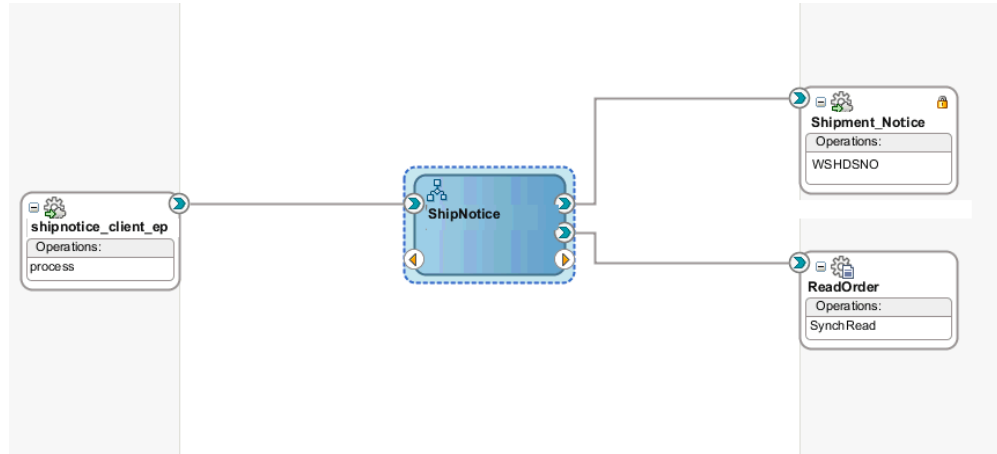 shipnotice_client_ep
Operations:
process
ShipNotice
Shipment_Notice
Operations:
WSHDSNO
ReadOrder
Operations:
SynchRead